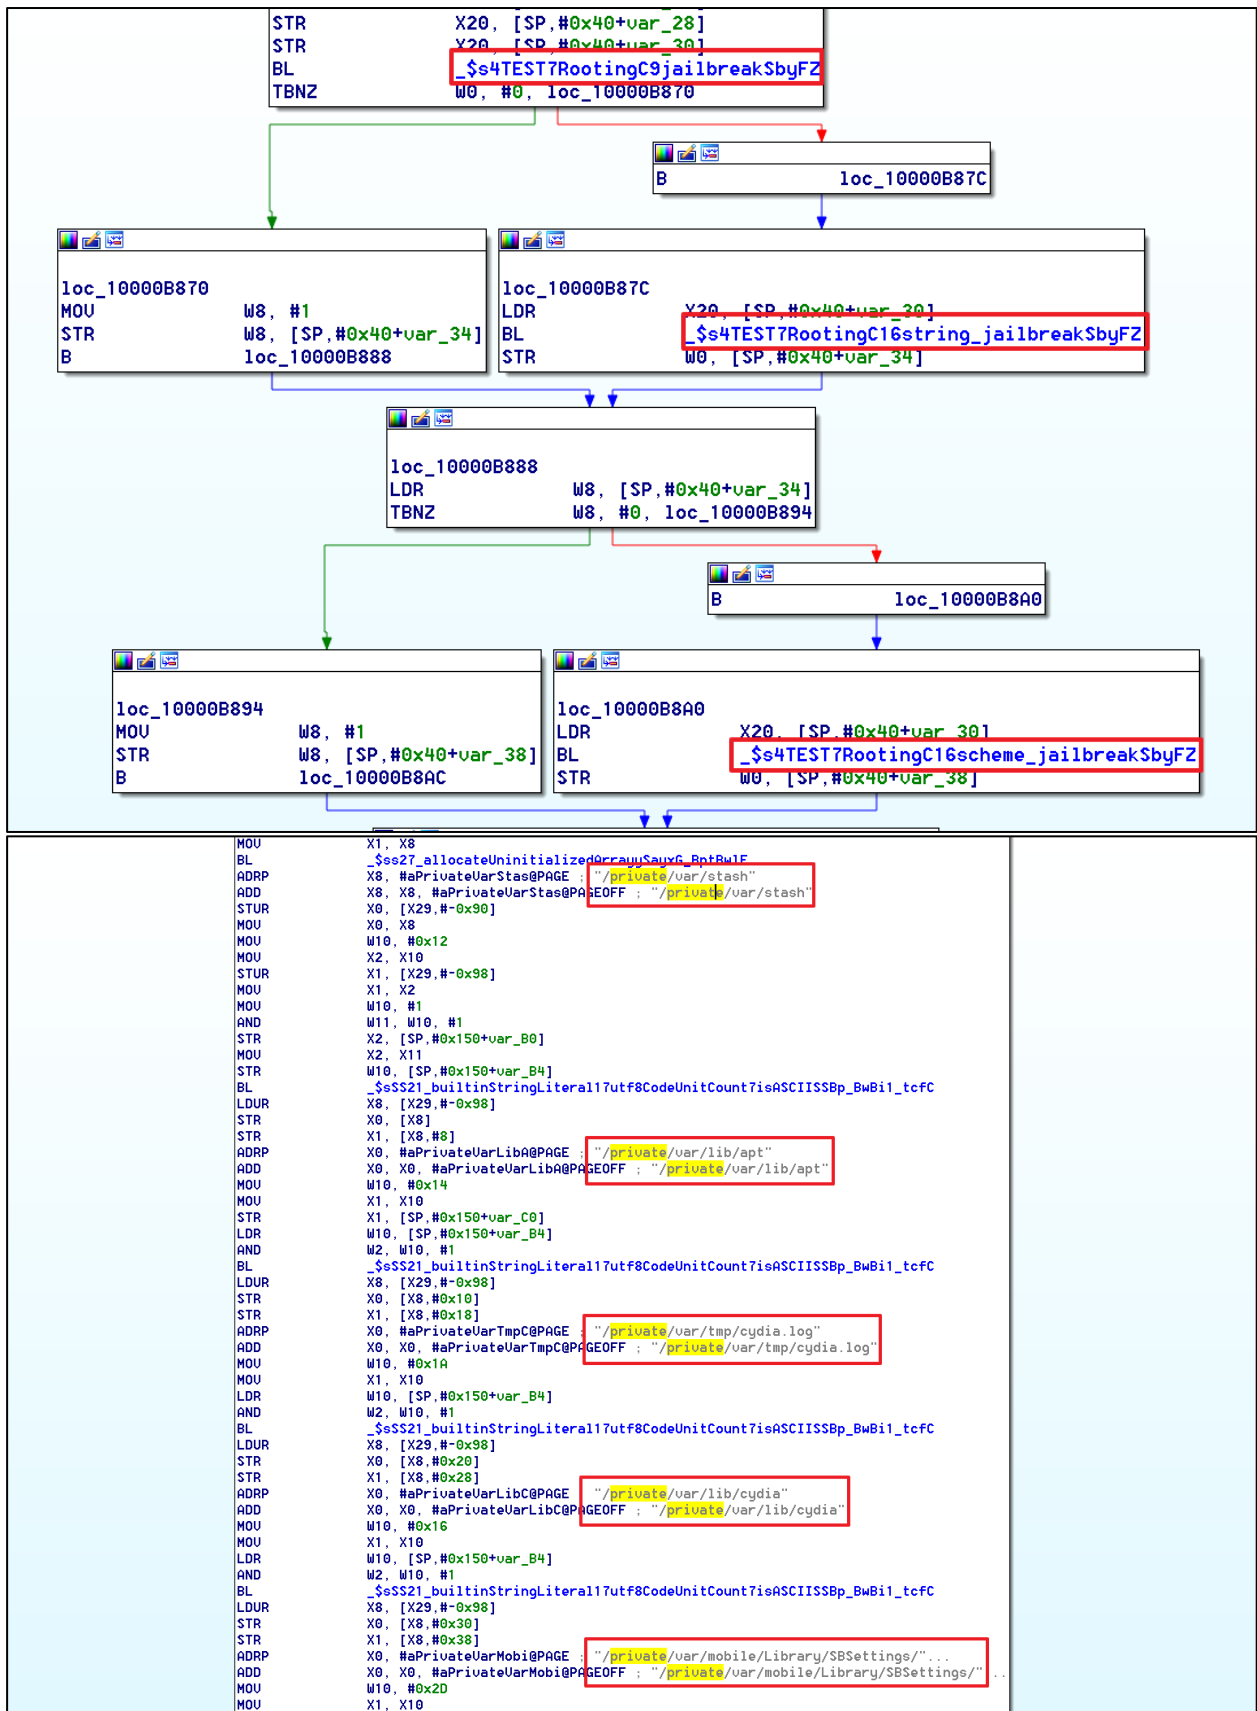 STR X20, [SP,#0x40+var_28]
STR X20, [SP,#0x40+var_30]
BL _$s4TEST7RootingC9jailbreakSbyFZ
TBNZ W0, #0, loc_10000B870
B loc_10000B87C
loc_10000B870
MOV W8, #1
STR W8, [SP,#0x40+var_34]
B loc_10000B888
loc_10000B87C
LDR X20, [SP,#0x40+var_30]
BL _$s4TEST7RootingC16string_jailbreakSbyFZ
STR W0, [SP,#0x40+var_34]
loc_10000B888
LDR W8, [SP,#0x40+var_34]
TBNZ W8, #0, loc_10000B894
B loc_10000B8A0
loc_10000B894
MOV W8, #1
STR W8, [SP,#0x40+var_38]
B loc_10000B8AC
loc_10000B8A0
LDR X20, [SP,#0x40+var_30]
BL _$s4TEST7RootingC16scheme_jailbreakSbyFZ
STR W0, [SP,#0x40+var_38]
MOV X1, X8
BL _$ss27_allocateUninitializedArrayySayxG_BptBwlF
ADRP X8, #aPrivateVarStas@PAGE ; "/private/var/stash"
ADD X8, X8, #aPrivateVarStas@PAGEOFF ; "/private/var/stash"
STUR X0, [X29,#-0x90]
MOV X0, X8
MOV W10, #0x12
MOV X2, X10
STUR X1, [X29,#-0x98]
MOV X1, X2
MOV W10, #1
AND W11, W10, #1
STR X2, [SP,#0x150+var_B0]
MOV X2, X11
STR W10, [SP,#0x150+var_B4]
BL _$sSS21_builtinStringLiteral17utf8CodeUnitCount7isASCIISSBp_BwBi1_tcfC
LDUR X8, [X29,#-0x98]
STR X0, [X8]
STR X1, [X8,#8]
ADRP X0, #aPrivateVarLibA@PAGE ; "/private/var/lib/apt"
ADD X0, X0, #aPrivateVarLibA@PAGEOFF ; "/private/var/lib/apt"
MOV W10, #0x14
MOV X1, X10
STR X1, [SP,#0x150+var_C0]
LDR W10, [SP,#0x150+var_B4]
AND W2, W10, #1
BL _$sSS21_builtinStringLiteral17utf8CodeUnitCount7isASCIISSBp_BwBi1_tcfC
LDUR X8, [X29,#-0x98]
STR X0, [X8,#0x10]
STR X1, [X8,#0x18]
ADRP X0, #aPrivateVarTmpC@PAGE ; "/private/var/tmp/cydia.log"
ADD X0, X0, #aPrivateVarTmpC@PAGEOFF ; "/private/var/tmp/cydia.log"
MOV W10, #0x1A
MOV X1, X10
LDR W10, [SP,#0x150+var_B4]
AND W2, W10, #1
BL _$sSS21_builtinStringLiteral17utf8CodeUnitCount7isASCIISSBp_BwBi1_tcfC
LDUR X8, [X29,#-0x98]
STR X0, [X8,#0x20]
STR X1, [X8,#0x28]
ADRP X0, #aPrivateVarLibC@PAGE ; "/private/var/lib/cydia"
ADD X0, X0, #aPrivateVarLibC@PAGEOFF ; "/private/var/lib/cydia"
MOV W10, #0x16
MOV X1, X10
LDR W10, [SP,#0x150+var_B4]
AND W2, W10, #1
BL _$sSS21_builtinStringLiteral17utf8CodeUnitCount7isASCIISSBp_BwBi1_tcfC
LDUR X8, [X29,#-0x98]
STR X0, [X8,#0x30]
STR X1, [X8,#0x38]
ADRP X0, #aPrivateVarMobi@PAGE ; "/private/var/mobile/Library/SBSettings/"...
ADD X0, X0, #aPrivateVarMobi@PAGEOFF ; "/private/var/mobile/Library/SBSettings/"...
MOV W10, #0x2D
MOV X1, X10